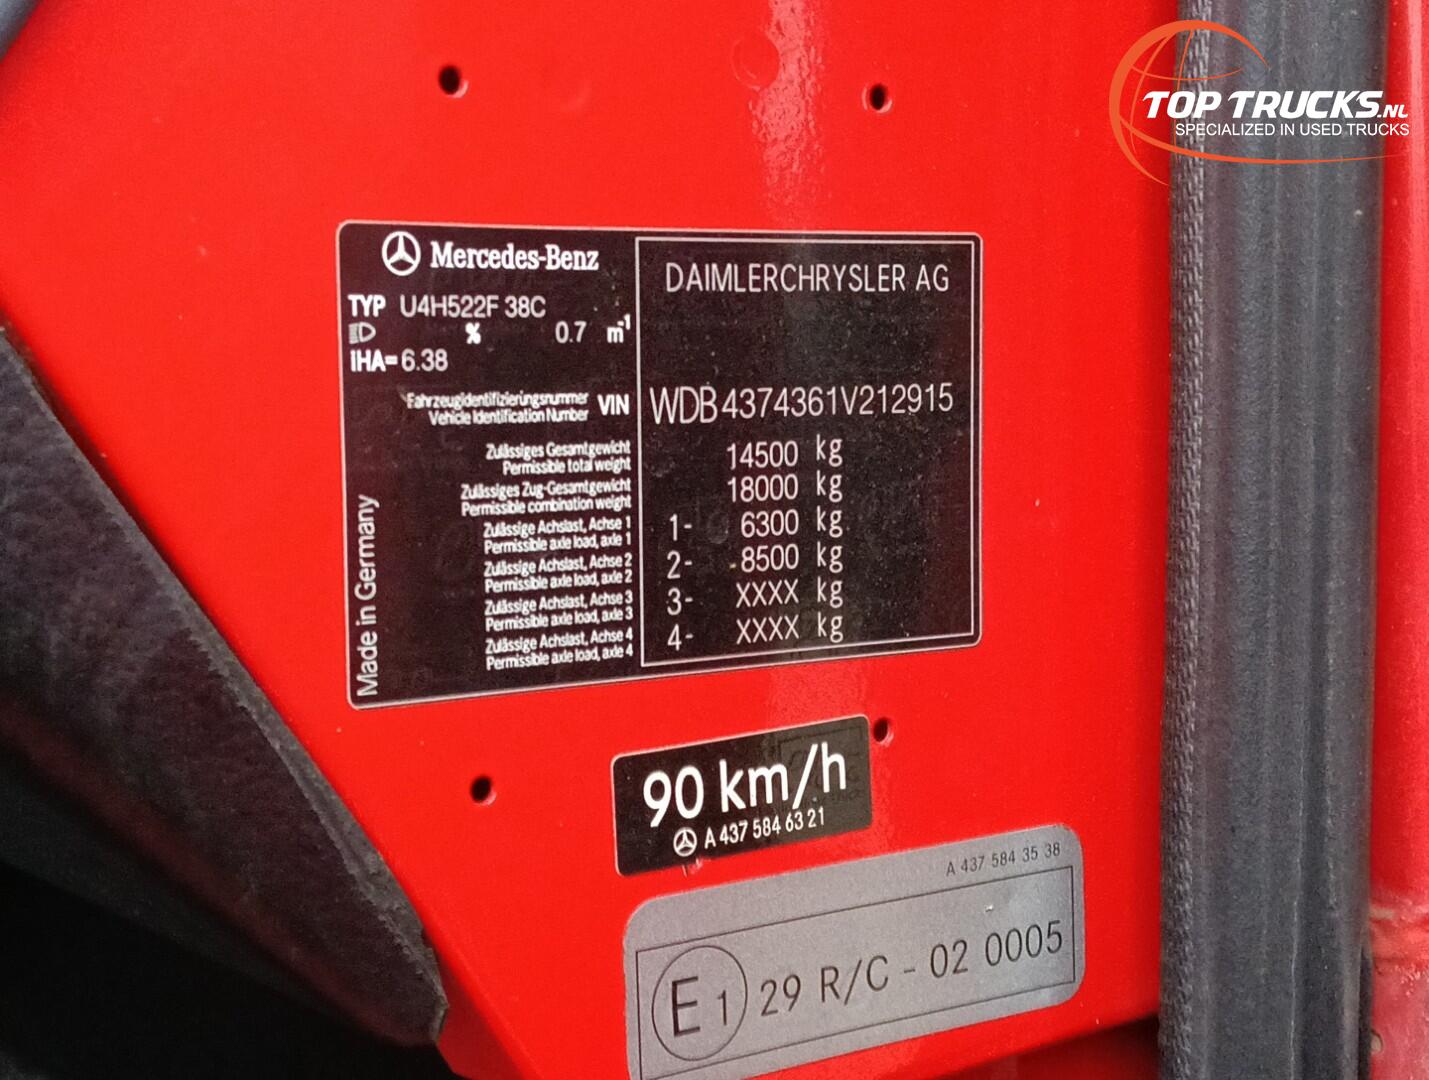 TOP TRUCKS.NL
SPECIALIZED IN USED TRUCKS
Mercedes-Benz
TYP U4H522F 38C
% 0.7 m-1
IHA= 6.38
Fahrzeugidentifizierungsnummer
Vehicle Identification Number VIN
Zulässiges Gesamtgewicht
Permissible total weight
Zulässiges Zug-Gesamtgewicht
Permissible combination weight
Zulässige Achslast, Achse 1
Permissible axle load, axle 1
Zulässige Achslast, Achse 2
Permissible axle load, axle 2
Zulässige Achslast, Achse 3
Permissible axle load, axle 3
Zulässige Achslast, Achse 4
Permissible axle load, axle 4
Made in Germany
DAIMLERCHRYSLER AG
WDB4374361V212915
14500 kg
18000 kg
1- 6300 kg
2- 8500 kg
3- XXXX kg
4- XXXX kg
90 km/h
A 437 584 63 21
A 437 584 35 38
E1 29 R/C - 02 0005